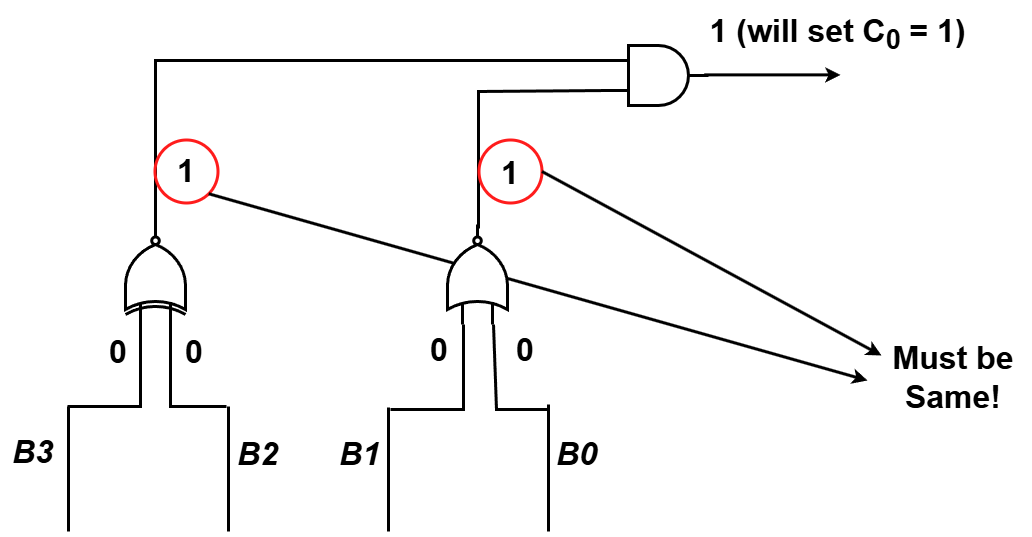 1 (will set C₀ = 1)
1
1
0
0
0
0
Must be
Same!
B3
B2
B1
B0